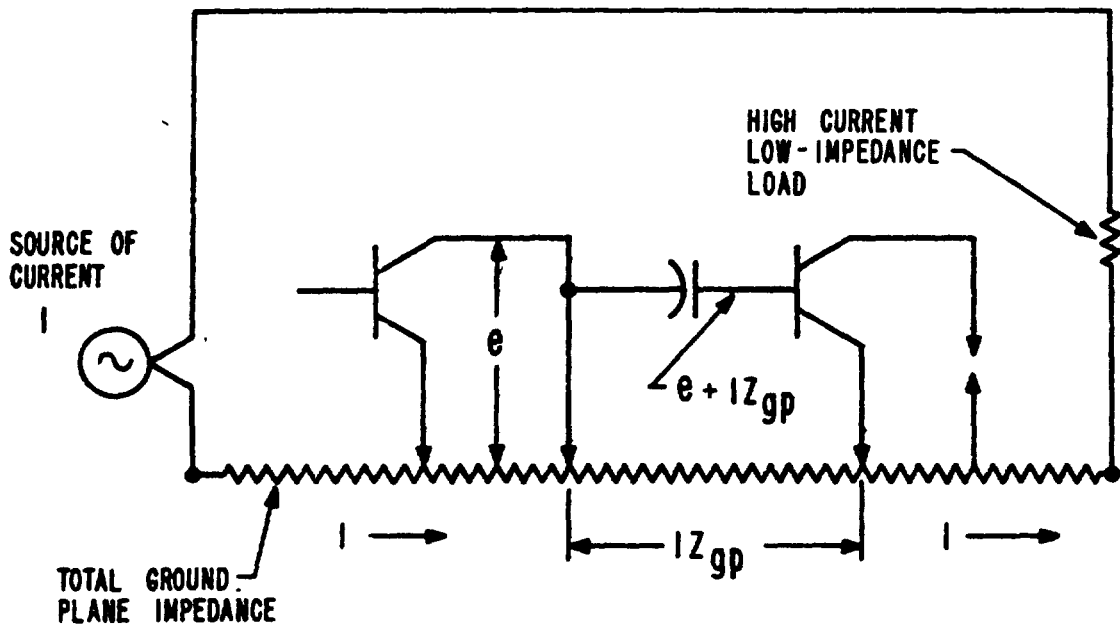 HIGH CURRENT
LOW-IMPEDANCE
LOAD
SOURCE OF
CURRENT
I
e
e + IZgp
I
IZgp
I
TOTAL GROUND
PLANE IMPEDANCE